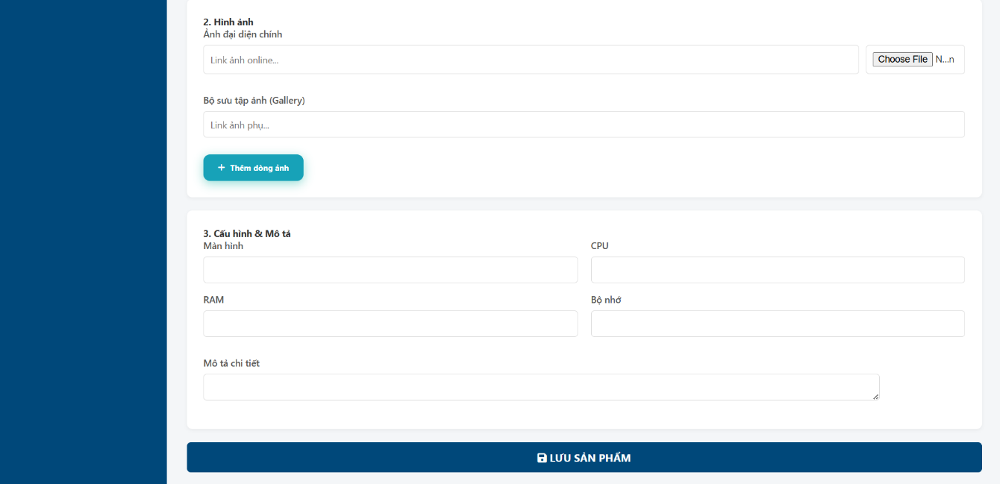 2. Hình ảnh
Ảnh đại diện chính
Link ảnh online...
Choose File N...n
Bộ sưu tập ảnh (Gallery)
Link ảnh phụ...
+ Thêm dòng ảnh
3. Cấu hình & Mô tả
Màn hình
CPU
RAM
Bộ nhớ
Mô tả chi tiết
LƯU SẢN PHẨM